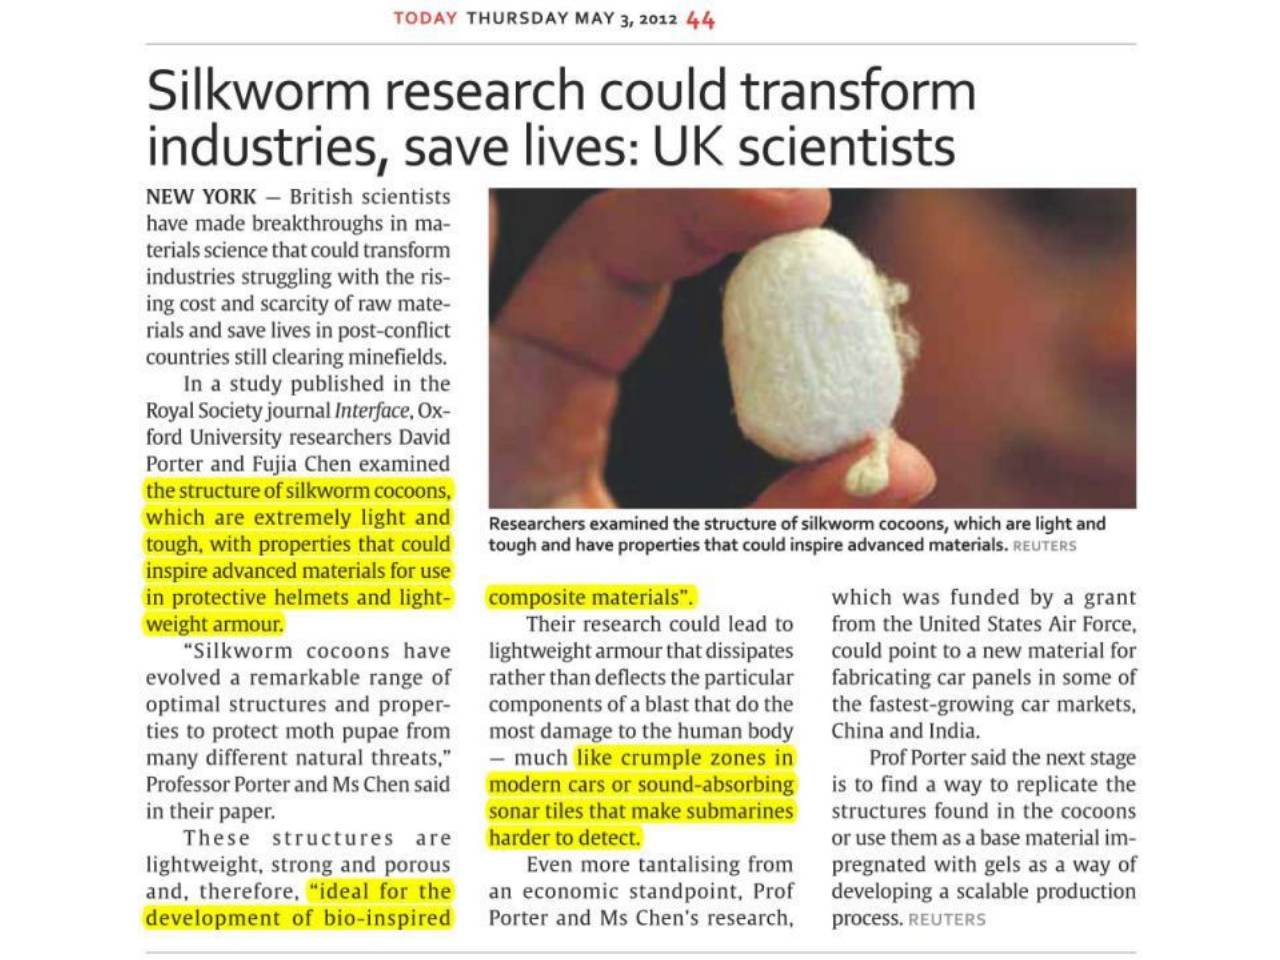 TODAY THURSDAY MAY 3, 2012 44
Silkworm research could transform
industries, save lives: UK scientists
NEW YORK — British scientists
have made breakthroughs in ma-
terials science that could transform
industries struggling with the ris-
ing cost and scarcity of raw mate-
rials and save lives in post-conflict
countries still clearing minefields.
In a study published in the
Royal Society journal Interface, Ox-
ford University researchers David
Porter and Fujia Chen examined
the structure of silkworm cocoons,
which are extremely light and
tough, with properties that could
inspire advanced materials for use
in protective helmets and light-
weight armour.
“Silkworm cocoons have
evolved a remarkable range of
optimal structures and proper-
ties to protect moth pupae from
many different natural threats,”
Professor Porter and Ms Chen said
in their paper.
These structures are
lightweight, strong and porous
and, therefore, “ideal for the
development of bio-inspired
Researchers examined the structure of silkworm cocoons, which are light and
tough and have properties that could inspire advanced materials. REUTERS
composite materials”.
Their research could lead to
lightweight armour that dissipates
rather than deflects the particular
components of a blast that do the
most damage to the human body
— much like crumple zones in
modern cars or sound-absorbing
sonar tiles that make submarines
harder to detect.
Even more tantalising from
an economic standpoint, Prof
Porter and Ms Chen's research,
which was funded by a grant
from the United States Air Force,
could point to a new material for
fabricating car panels in some of
the fastest-growing car markets,
China and India.
Prof Porter said the next stage
is to find a way to replicate the
structures found in the cocoons
or use them as a base material im-
pregnated with gels as a way of
developing a scalable production
process. REUTERS